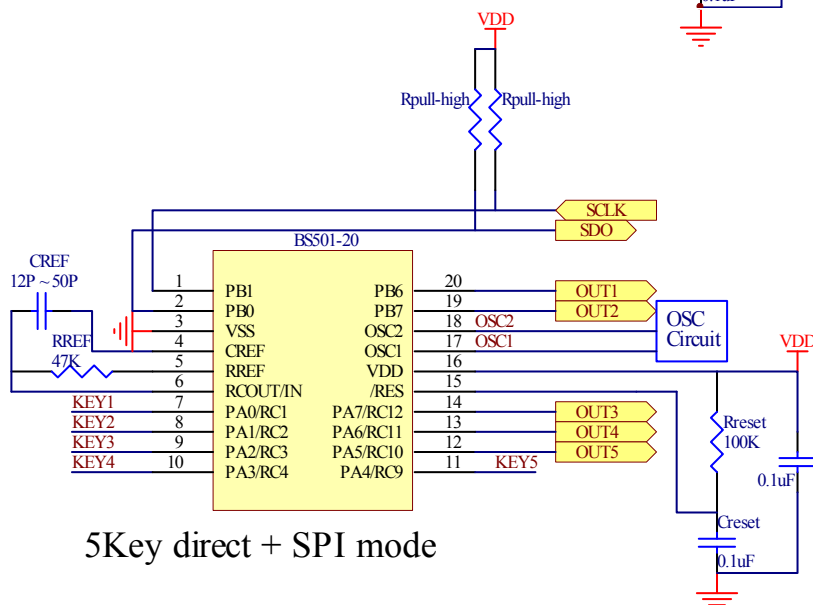 0.1uF
VDD
Rpull-high Rpull-high
SCLK
SDO
BS501-20
CREF
12P ~ 50P
1 PB1 PB6 20 OUT1
2 PB0 PB7 19 OUT2
3 VSS OSC2 18 OSC2
OSC
Circuit
4 CREF OSC1 17 OSC1
VDD
RREF
47K
5 RREF VDD 16
6 RCOUT/IN /RES 15
KEY1 7 PA0/RC1 PA7/RC12 14 OUT3
KEY2 8 PA1/RC2 PA6/RC11 13 OUT4
KEY3 9 PA2/RC3 PA5/RC10 12 OUT5
KEY4 10 PA3/RC4 PA4/RC9 11 KEY5
Rreset
100K
0.1uF
Creset
0.1uF
5Key direct + SPI mode